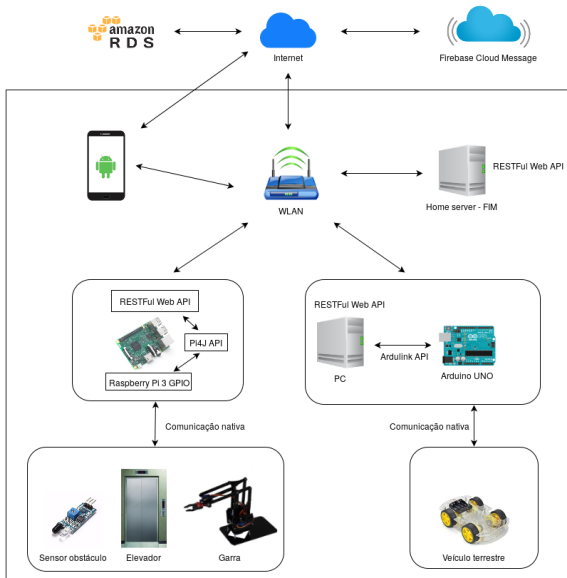 amazon
RDS
Internet
Firebase Cloud Message
WLAN
RESTFul Web API
Home server - FIM
RESTFul Web API
Pi4J API
Raspberry Pi 3 GPIO
RESTFul Web API
Ardulink API
PC
Arduino UNO
Comunicação nativa
Comunicação nativa
Sensor obstáculo
Elevador
Garra
Veículo terrestre